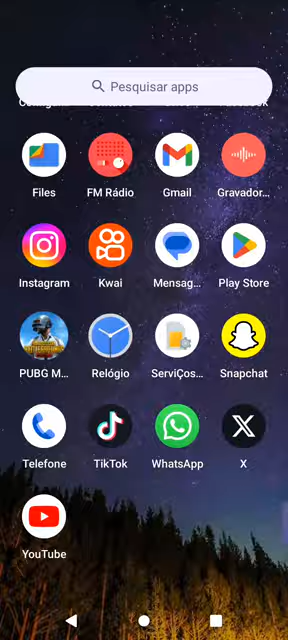 Pesquisar apps
Files
FM Rádio
Gmail
Gravador...
Instagram
Kwai
Mensag...
Play Store
PUBG M...
Relógio
ServiÇos...
Snapchat
Telefone
TikTok
WhatsApp
X
YouTube